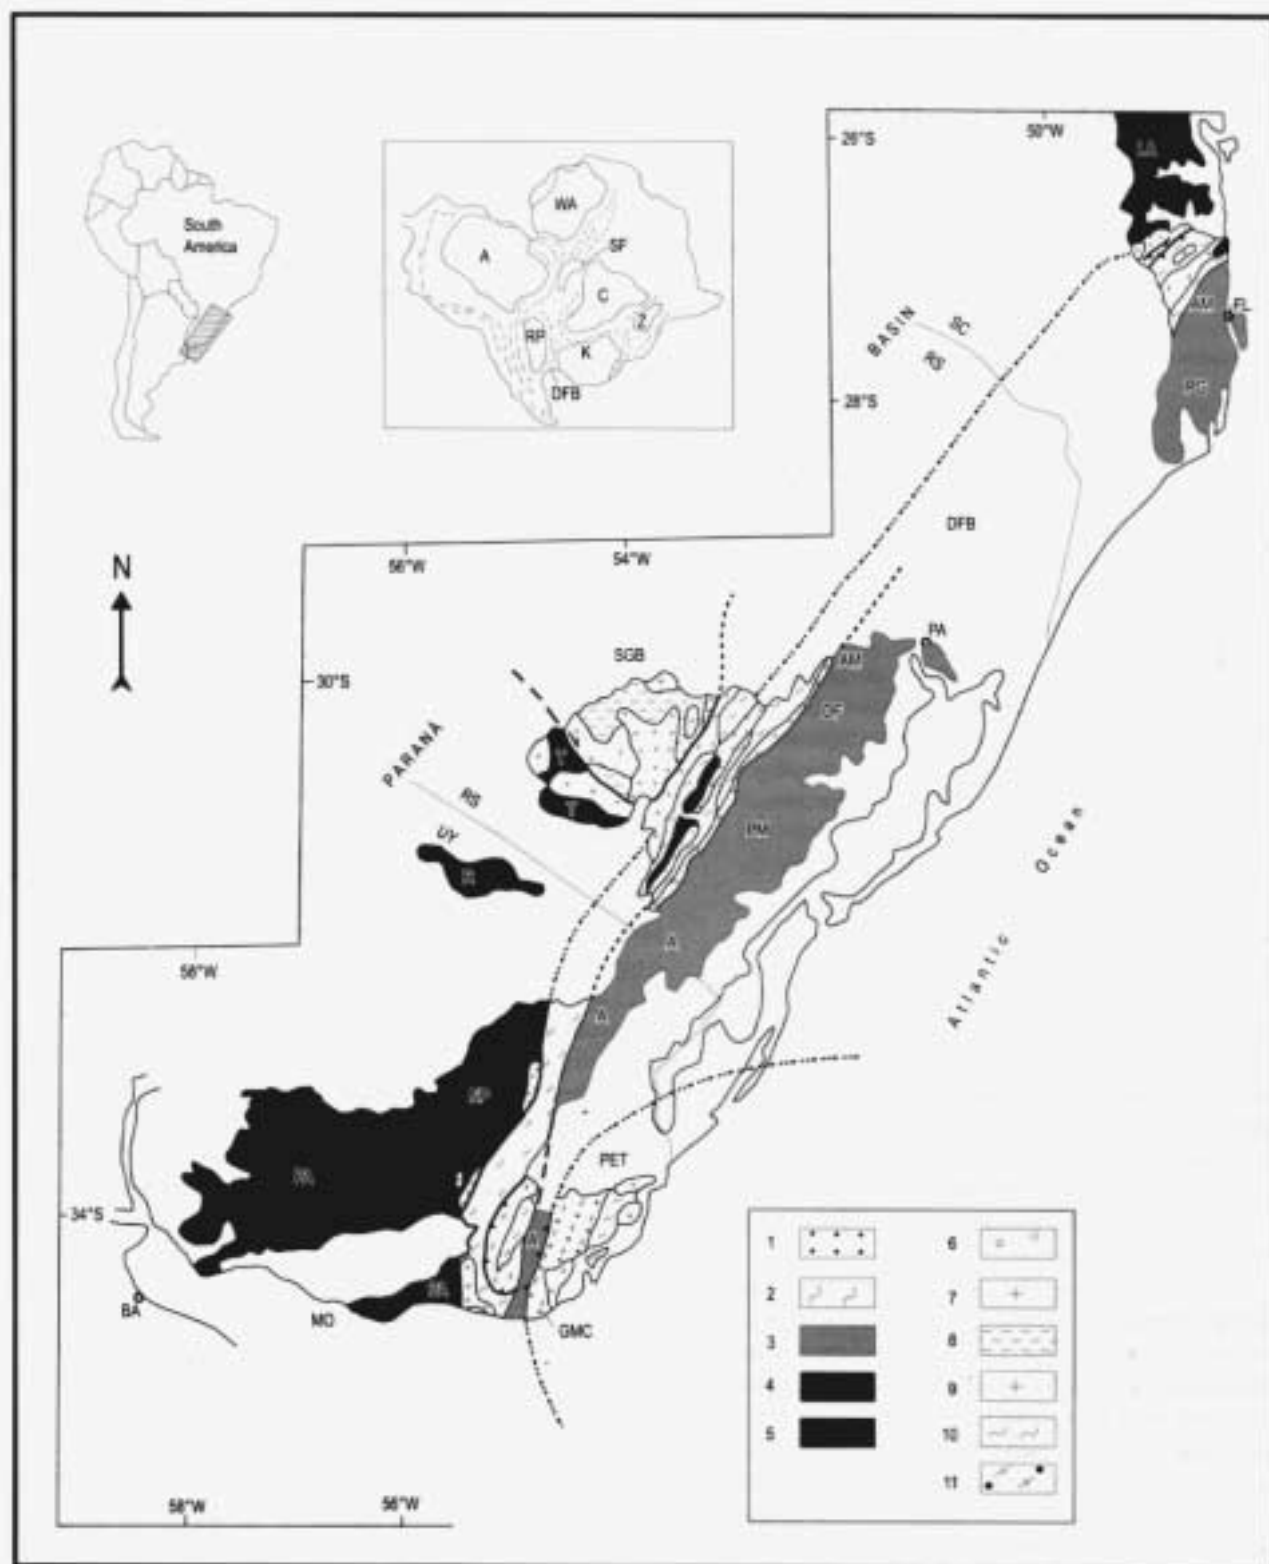 26°S
50°W
South
America
WA
A
SF
C
Z
RP
K
DFB
BASIN
SC
RS
AM
FL
RG
28°S
56°W
54°W
DFB
N
SGB
AM
PA
30°S
DF
PARANÁ
RS
UY
T
PM
Ocean
Atlantic
A
58°W
A
PET
34°S
A
BA
MO
GMC
1
2
3
4
5
6
7
8
9
10
11
58°W
56°W